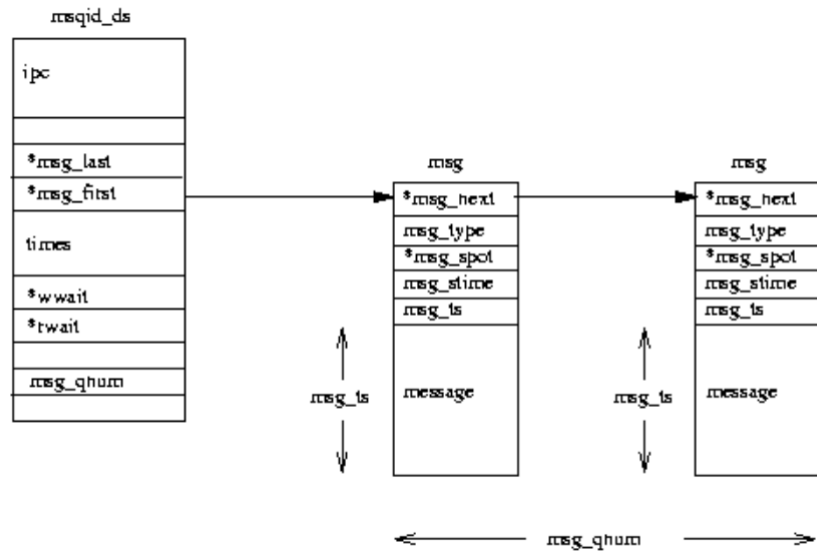 msqid_ds
ipc
*msg_last
*msg_first
times
*wwait
*rwait
msg_qnum
msg
*msg_next
msg_type
*msg_spot
msg_stime
msg_ts
message
msg_ts
msg
*msg_next
msg_type
*msg_spot
msg_stime
msg_ts
message
msg_ts
msg_qnum